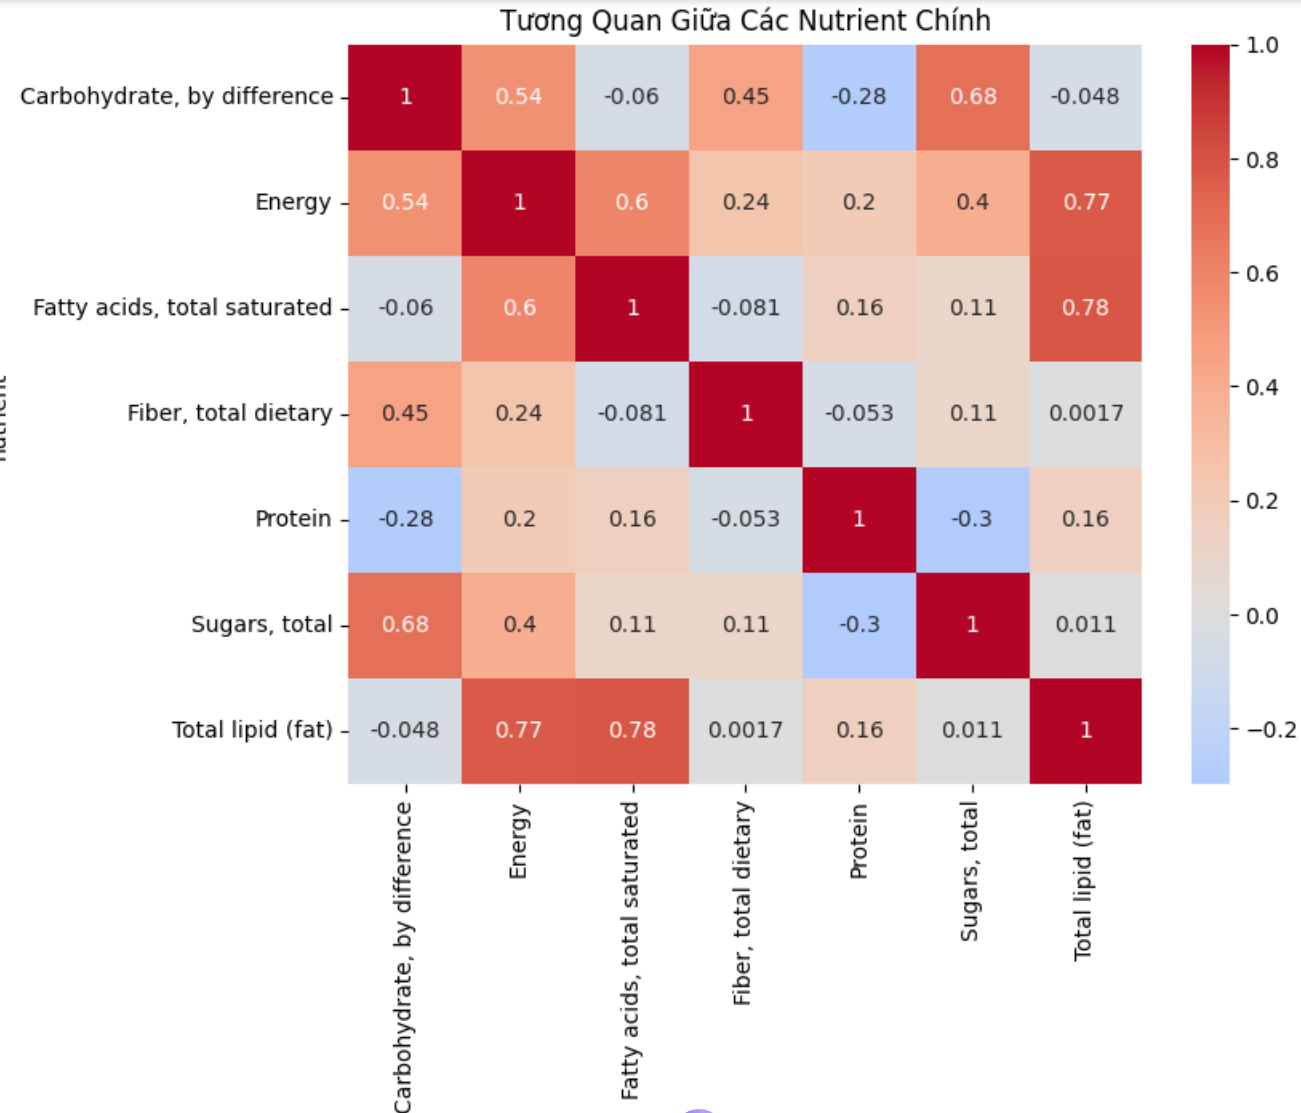 Tương Quan Giữa Các Nutrient Chính
Carbohydrate, by difference 1 0.54 -0.06 0.45 -0.28 0.68 -0.048
Energy 0.54 1 0.6 0.24 0.2 0.4 0.77
Fatty acids, total saturated -0.06 0.6 1 -0.081 0.16 0.11 0.78
Fiber, total dietary 0.45 0.24 -0.081 1 -0.053 0.11 0.0017
Protein -0.28 0.2 0.16 -0.053 1 -0.3 0.16
Sugars, total 0.68 0.4 0.11 0.11 -0.3 1 0.011
Total lipid (fat) -0.048 0.77 0.78 0.0017 0.16 0.011 1
Carbohydrate, by difference
Energy
Fatty acids, total saturated
Fiber, total dietary
Protein
Sugars, total
Total lipid (fat)
1.0
0.8
0.6
0.4
0.2
0.0
−0.2